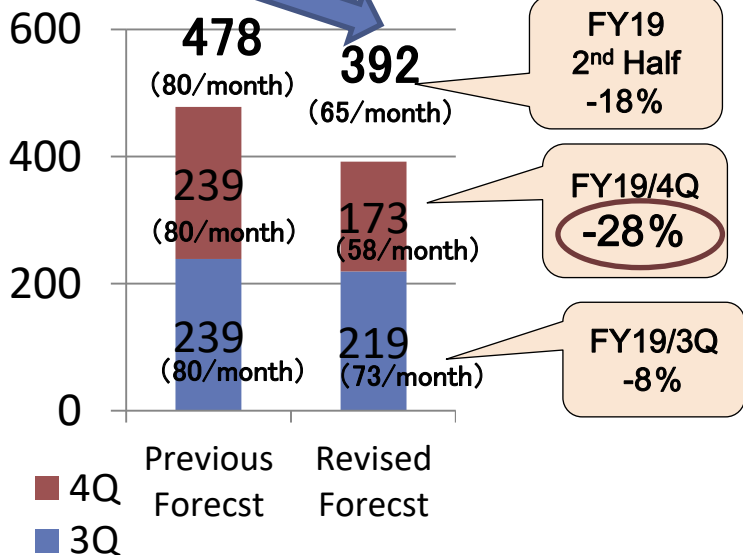 600
400
200
0
478
(80/month)
392
(65/month)
239
(80/month)
173
(58/month)
239
(80/month)
219
(73/month)
FY19
2nd Half
-18%
FY19/4Q
-28%
FY19/3Q
-8%
Previous
Forecst
Revised
Forecst
4Q
3Q